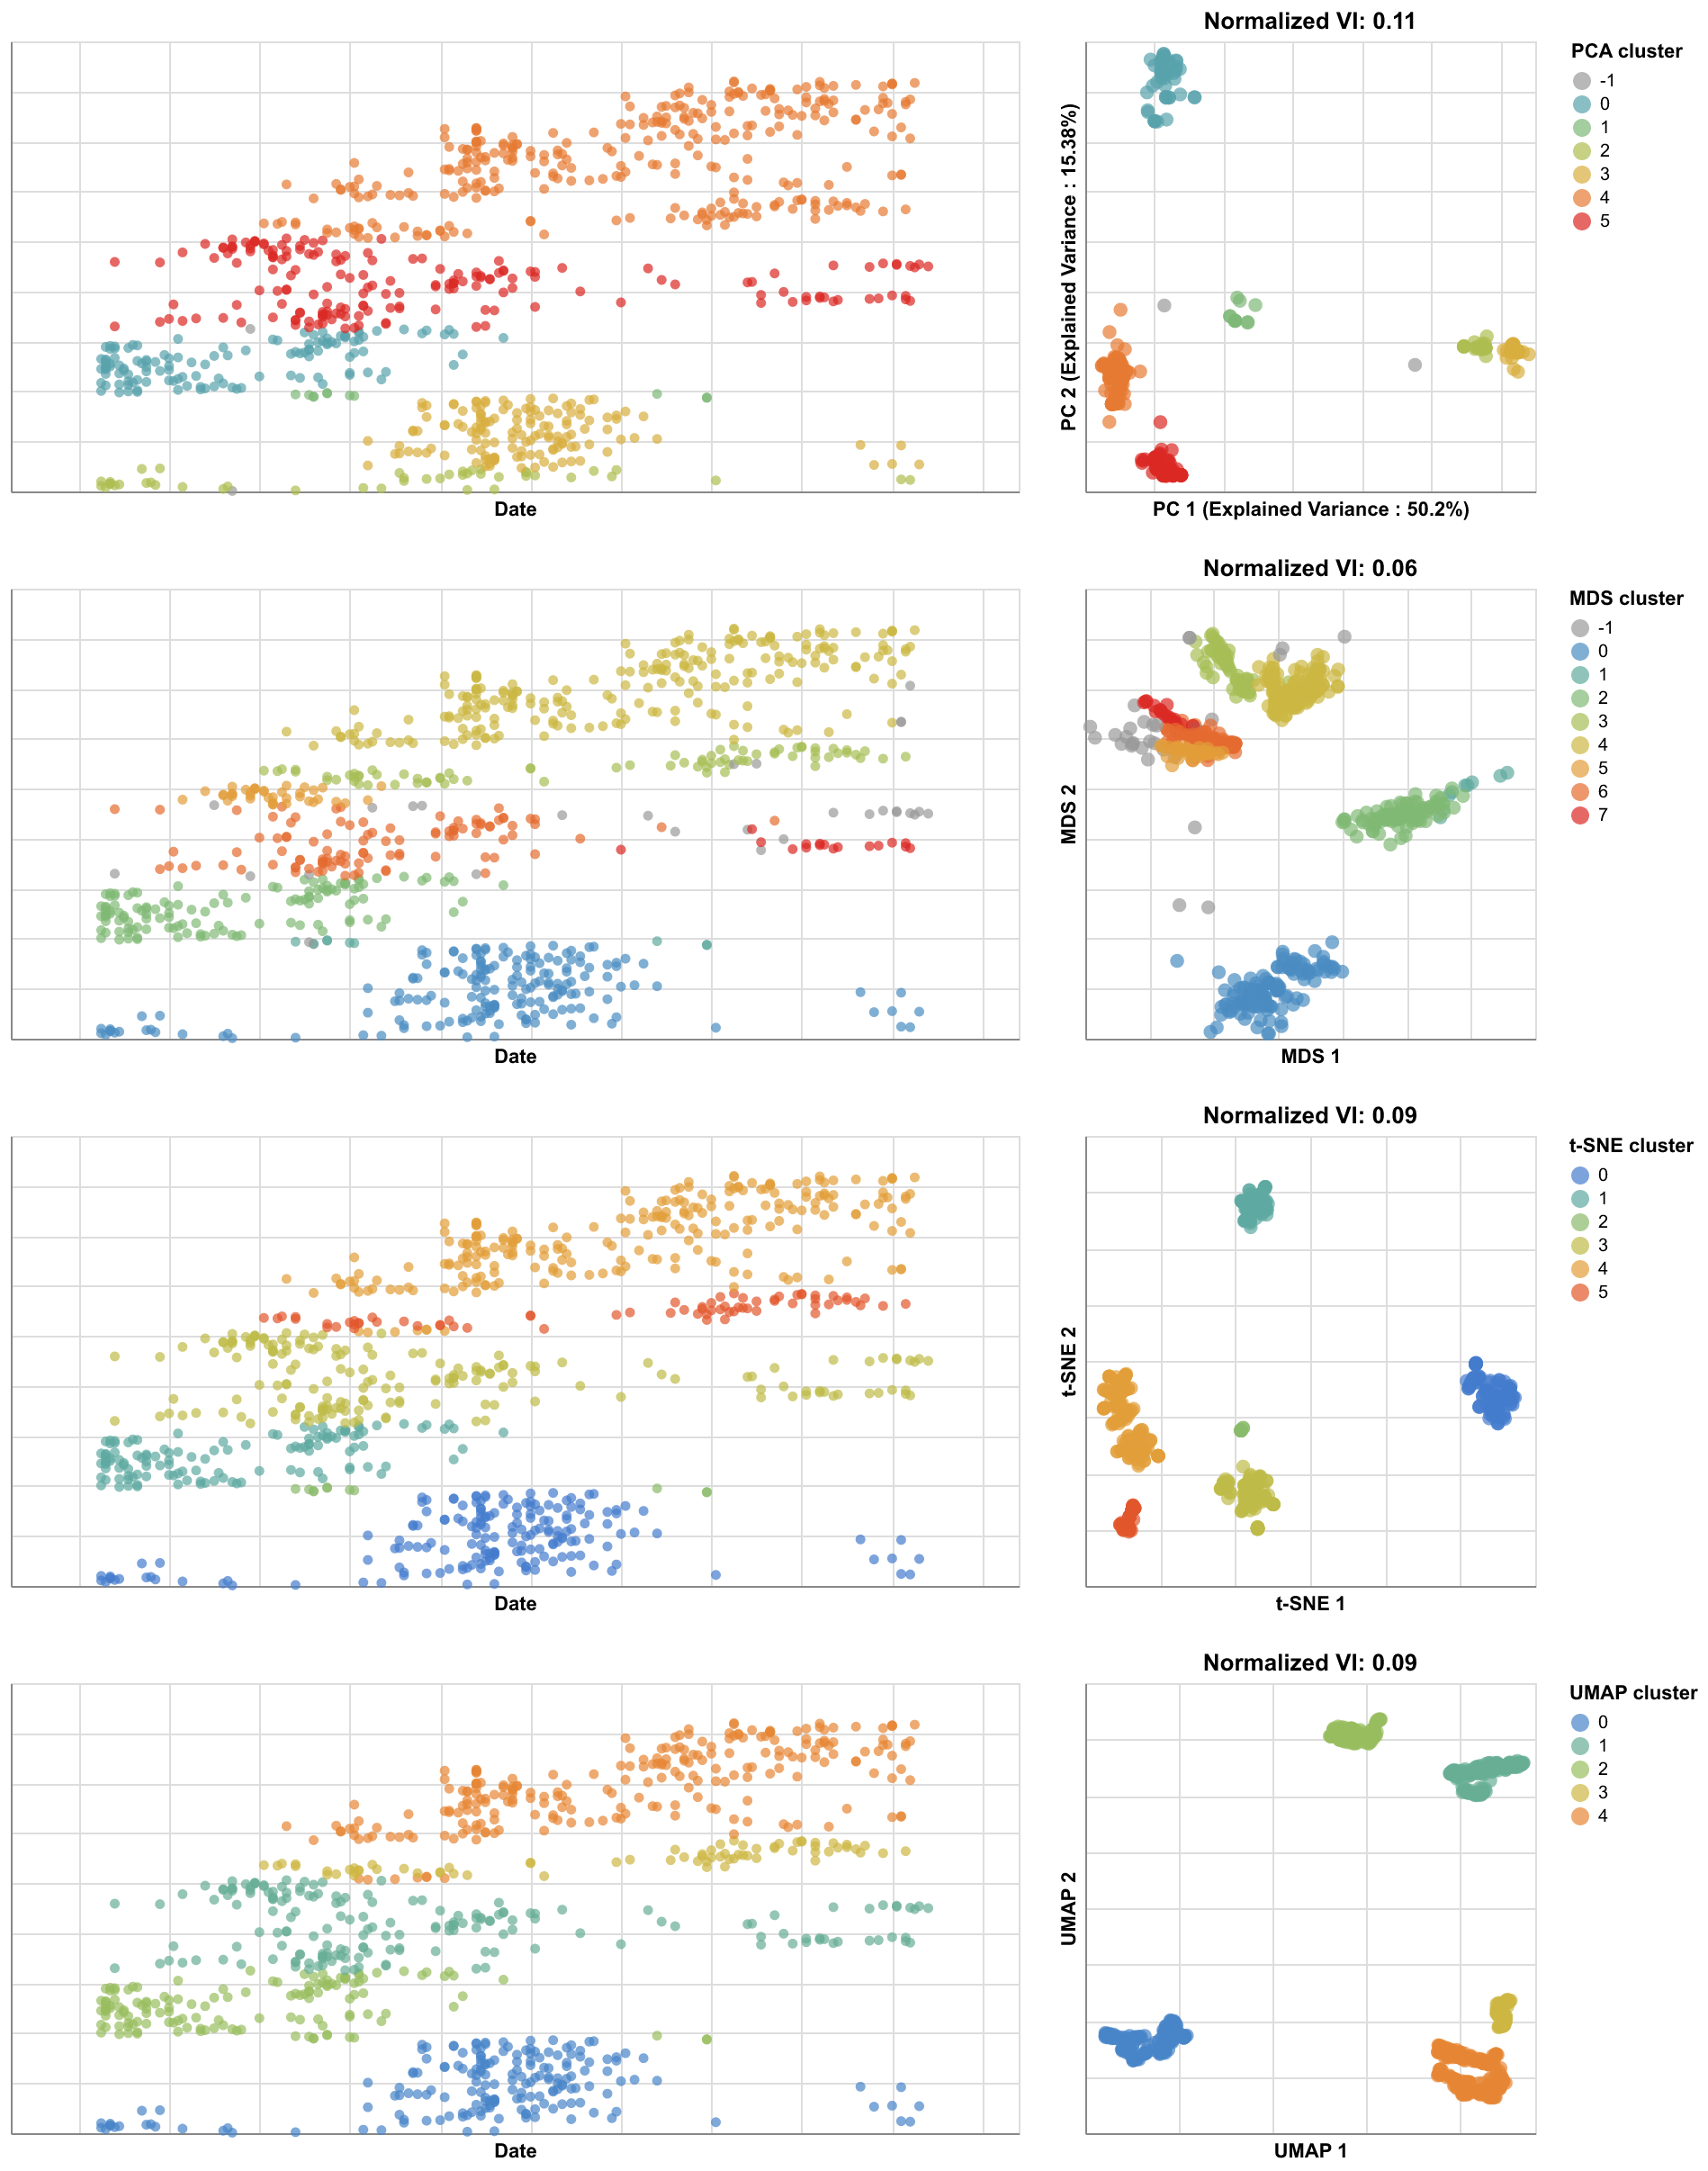 Normalized VI: 0.11
PC 2 (Explained Variance : 15.38%)
Date
PC 1 (Explained Variance : 50.2%)
PCA cluster
-1
0
1
2
3
4
5
Normalized VI: 0.06
MDS 2
Date
MDS 1
MDS cluster
-1
0
1
2
3
4
5
6
7
Normalized VI: 0.09
t-SNE 2
Date
t-SNE 1
t-SNE cluster
0
1
2
3
4
5
Normalized VI: 0.09
UMAP 2
Date
UMAP 1
UMAP cluster
0
1
2
3
4